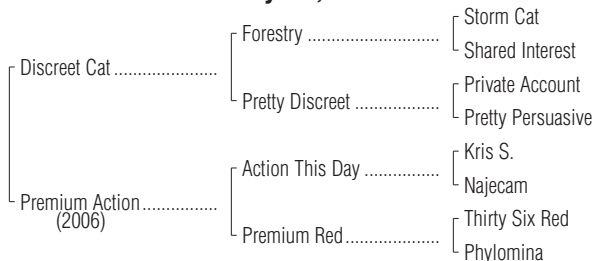 Storm Cat
Forestry
Shared Interest
Discreet Cat
Private Account
Pretty Discreet
Pretty Persuasive
Kris S.
Action This Day
Najecam
Premium Action
(2006)
Thirty Six Red
Premium Red
Phylomina